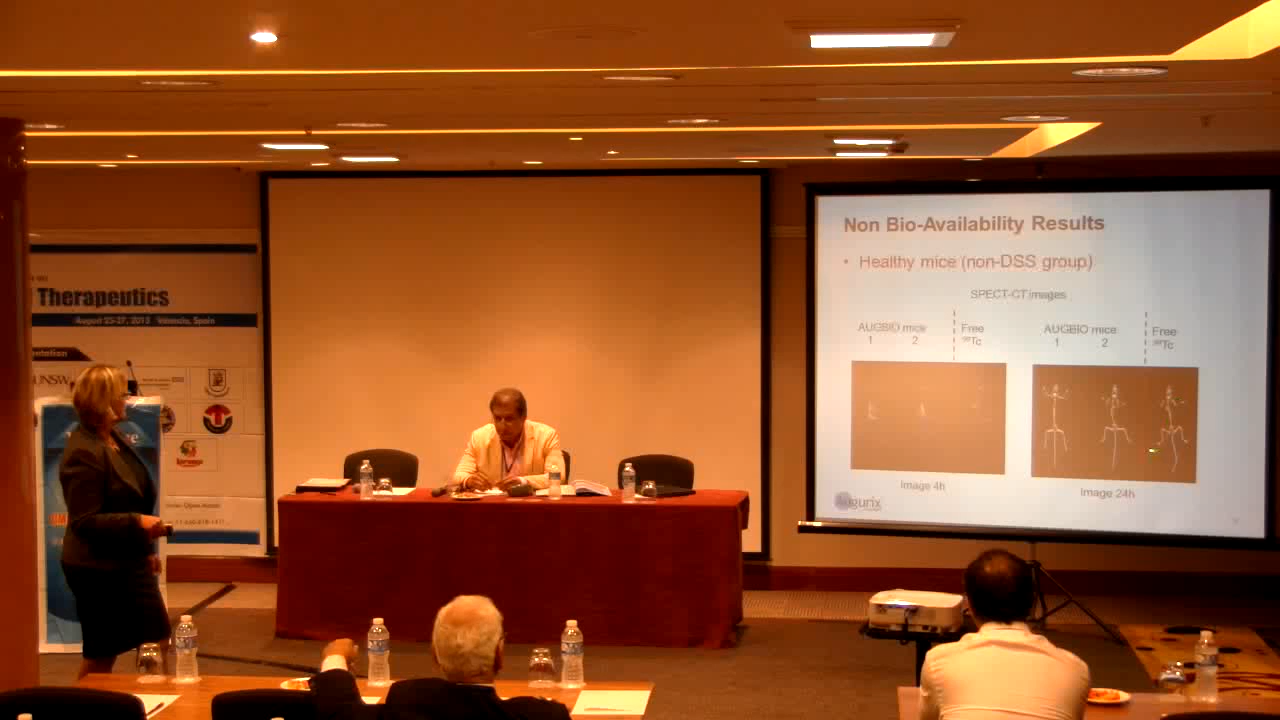 Therapeutics
August 25-27, 2015 Valencia, Spain
UNSW
Non Bio-Availability Results
• Healthy mice (non-DSS group)
SPECT-CT images
AUGBIO mice
1 2
Free
⁹⁹Tc
AUGBIO mice
1 2
Free
⁹⁹Tc
Image 4h
Image 24h
Augurix